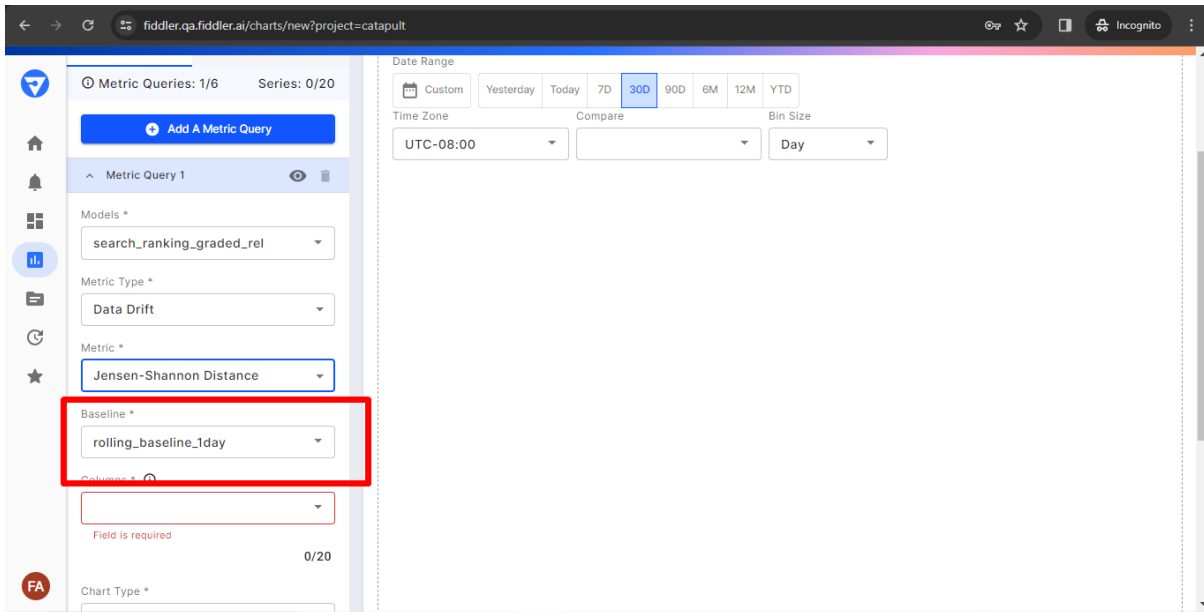 fiddler.qa.fiddler.ai/charts/new?project=catapult
Incognito
Metric Queries: 1/6 Series: 0/20
Add A Metric Query
Metric Query 1
Models *
search_ranking_graded_rel
Metric Type *
Data Drift
Metric *
Jensen-Shannon Distance
Baseline *
rolling_baseline_1day
Columns *
Field is required
0/20
Chart Type *
FA
Date Range
Custom Yesterday Today 7D 30D 90D 6M 12M YTD
Time Zone Compare Bin Size
UTC-08:00 Day